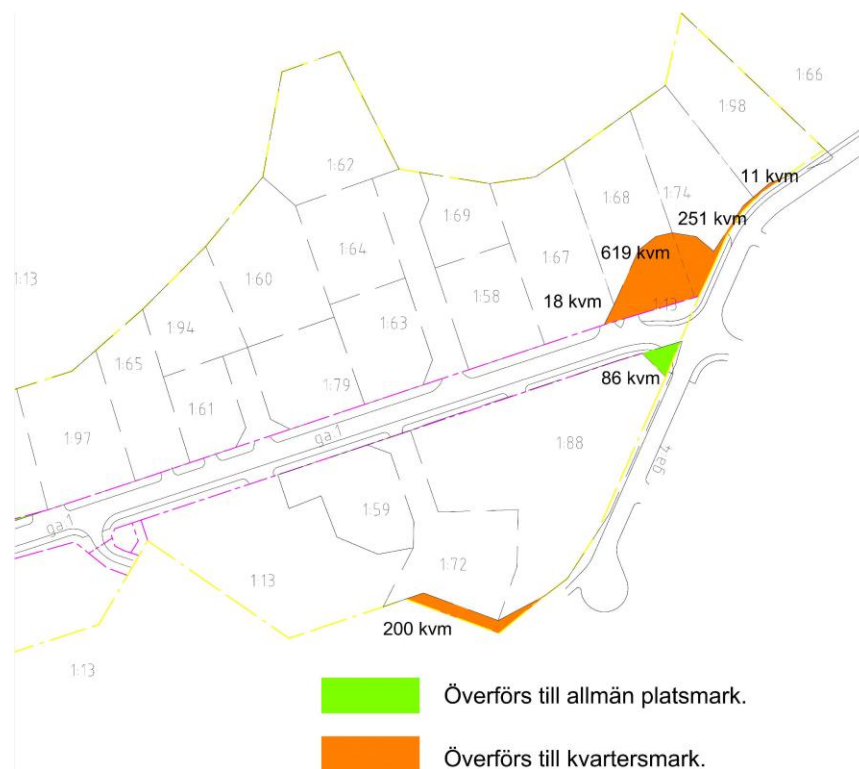 1:66
1:98
1:62
11 kvm
1:68
1:74
1:69
251 kvm
1:64
619 kvm
1:67
1:13
1:60
1:58
18 kvm
1:13
1:94
1:63
1:65
86 kvm
1:79
1:61
1:97
ga:1
1:88
ga:4
1:59
ga:1
1:72
1:13
200 kvm
1:13
Överförs till allmän platsmark.
Överförs till kvartersmark.